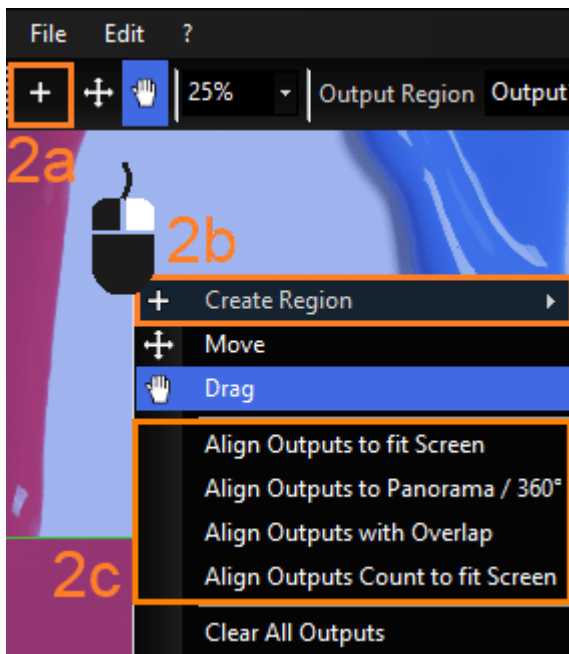 File Edit ?
25% Output Region Output
2a
2b
Create Region
Move
Drag
Align Outputs to fit Screen
Align Outputs to Panorama / 360°
Align Outputs with Overlap
2c
Align Outputs Count to fit Screen
Clear All Outputs